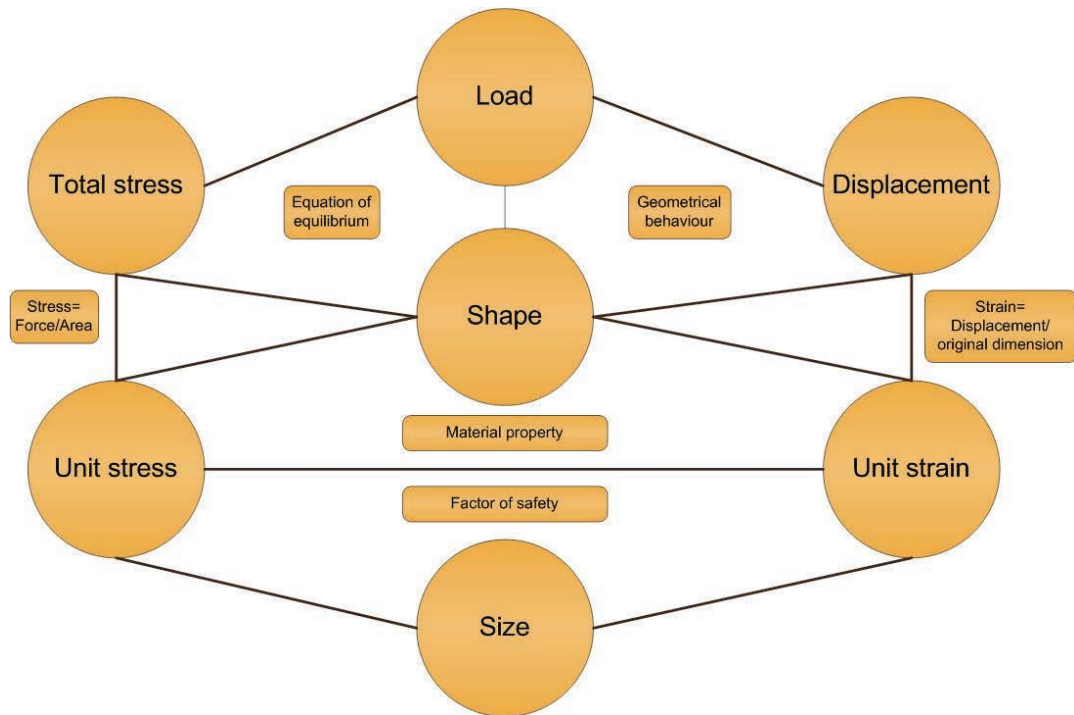 Load
Total stress
Displacement
Equation of
equilibrium
Geometrical
behaviour
Stress=
Force/Area
Shape
Strain=
Displacement/
original dimension
Material property
Unit stress
Unit strain
Factor of safety
Size